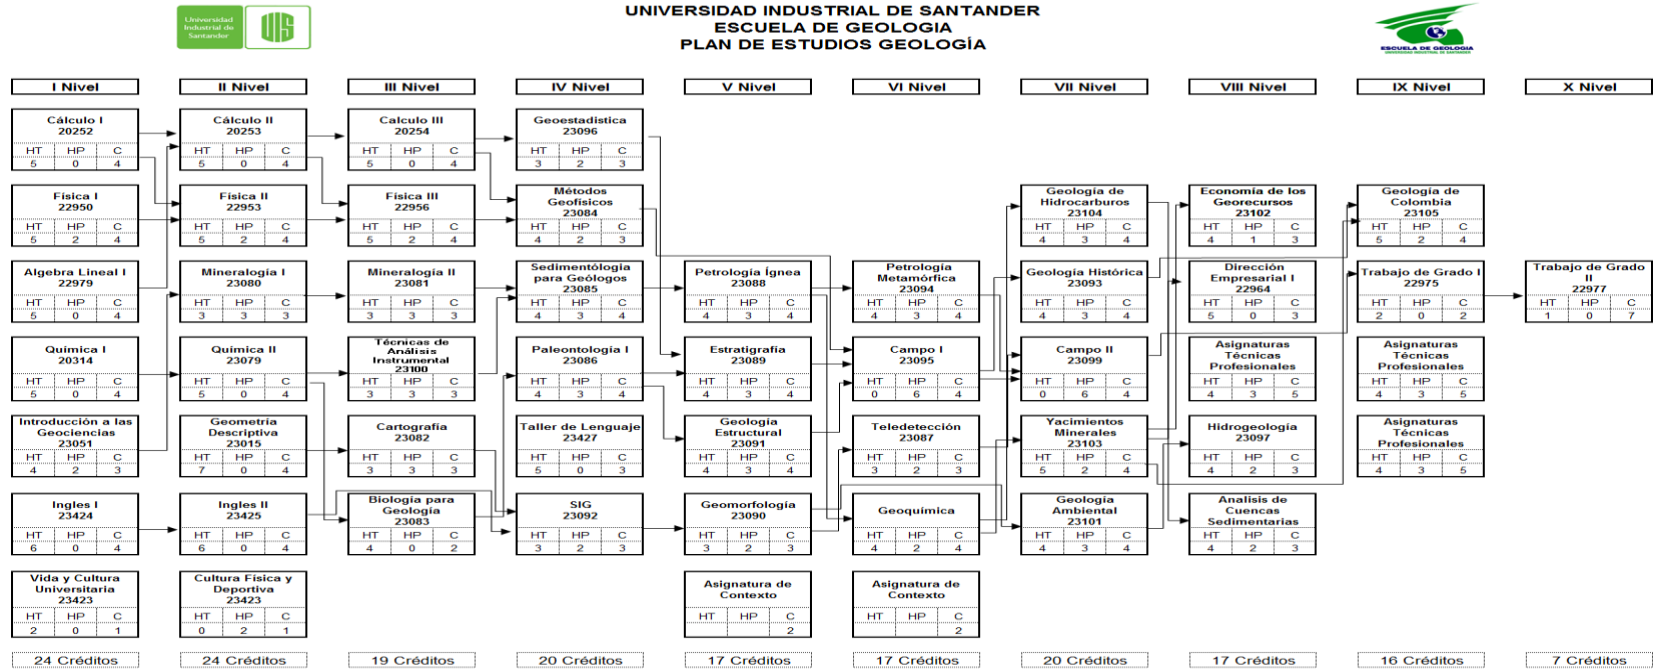 Universidad
Industrial de
Santander
UIS
UNIVERSIDAD INDUSTRIAL DE SANTANDER
ESCUELA DE GEOLOGIA
PLAN DE ESTUDIOS GEOLOGÍA
ESCUELA DE GEOLOGIA
UNIVERSIDAD INDUSTRIAL DE SANTANDER
I Nivel
Cálculo I
20252
HT HP C
5 0 4
Física I
22950
HT HP C
5 2 4
Algebra Lineal I
22979
HT HP C
5 0 4
Química I
20314
HT HP C
5 0 4
Introducción a las
Geociencias
23051
HT HP C
4 2 3
Ingles I
23424
HT HP C
6 0 4
Vida y Cultura
Universitaria
23423
HT HP C
2 0 1
24 Créditos
II Nivel
Cálculo II
20253
HT HP C
5 0 4
Física II
22953
HT HP C
5 2 4
Mineralogía I
23080
HT HP C
3 3 3
Química II
23079
HT HP C
5 0 4
Geometría
Descriptiva
23015
HT HP C
7 0 4
Ingles II
23425
HT HP C
6 0 4
Cultura Física y
Deportiva
23423
HT HP C
0 2 1
24 Créditos
III Nivel
Calculo III
20254
HT HP C
5 0 4
Física III
22956
HT HP C
5 2 4
Mineralogía II
23081
HT HP C
3 3 3
Técnicas de
Análisis
Instrumental
23100
HT HP C
3 3 3
Cartografía
23082
HT HP C
3 3 3
Biología para
Geología
23083
HT HP C
4 0 2
19 Créditos
IV Nivel
Geoestadistica
23096
HT HP C
3 2 3
Métodos
Geofísicos
23084
HT HP C
4 2 3
Sedimentólogia
para Geólogos
23085
HT HP C
4 3 4
Paleontología I
23086
HT HP C
4 3 4
Taller de Lenguaje
23427
HT HP C
5 0 3
SIG
23092
HT HP C
3 2 3
20 Créditos
V Nivel
Petrología Ígnea
23088
HT HP C
4 3 4
Estratigrafía
23089
HT HP C
4 3 4
Geología
Estructural
23091
HT HP C
4 3 4
Geomorfología
23090
HT HP C
3 2 3
Asignatura de
Contexto
HT HP C
2
17 Créditos
VI Nivel
Petrología
Metamórfica
23094
HT HP C
4 3 4
Campo I
23095
HT HP C
0 6 4
Teledetección
23087
HT HP C
3 2 3
Geoquímica
HT HP C
4 2 4
Asignatura de
Contexto
HT HP C
2
17 Créditos
VII Nivel
Geología de
Hidrocarburos
23104
HT HP C
4 3 4
Geología Histórica
23093
HT HP C
4 3 4
Campo II
23099
HT HP C
0 6 4
Yacimientos
Minerales
23103
HT HP C
5 2 4
Geología
Ambiental
23101
HT HP C
4 3 4
20 Créditos
VIII Nivel
Economía de los
Georecursos
23102
HT HP C
4 1 3
Dirección
Empresarial I
22964
HT HP C
5 0 3
Asignaturas
Técnicas
Profesionales
HT HP C
4 3 5
Hidrogeología
23097
HT HP C
4 2 3
Analisis de
Cuencas
Sedimentarias
HT HP C
4 2 3
17 Créditos
IX Nivel
Geología de
Colombia
23105
HT HP C
5 2 4
Trabajo de Grado I
22975
HT HP C
2 0 2
Asignaturas
Técnicas
Profesionales
HT HP C
4 3 5
Asignaturas
Técnicas
Profesionales
HT HP C
4 3 5
16 Créditos
X Nivel
Trabajo de Grado
II
22977
HT HP C
1 0 7
7 Créditos